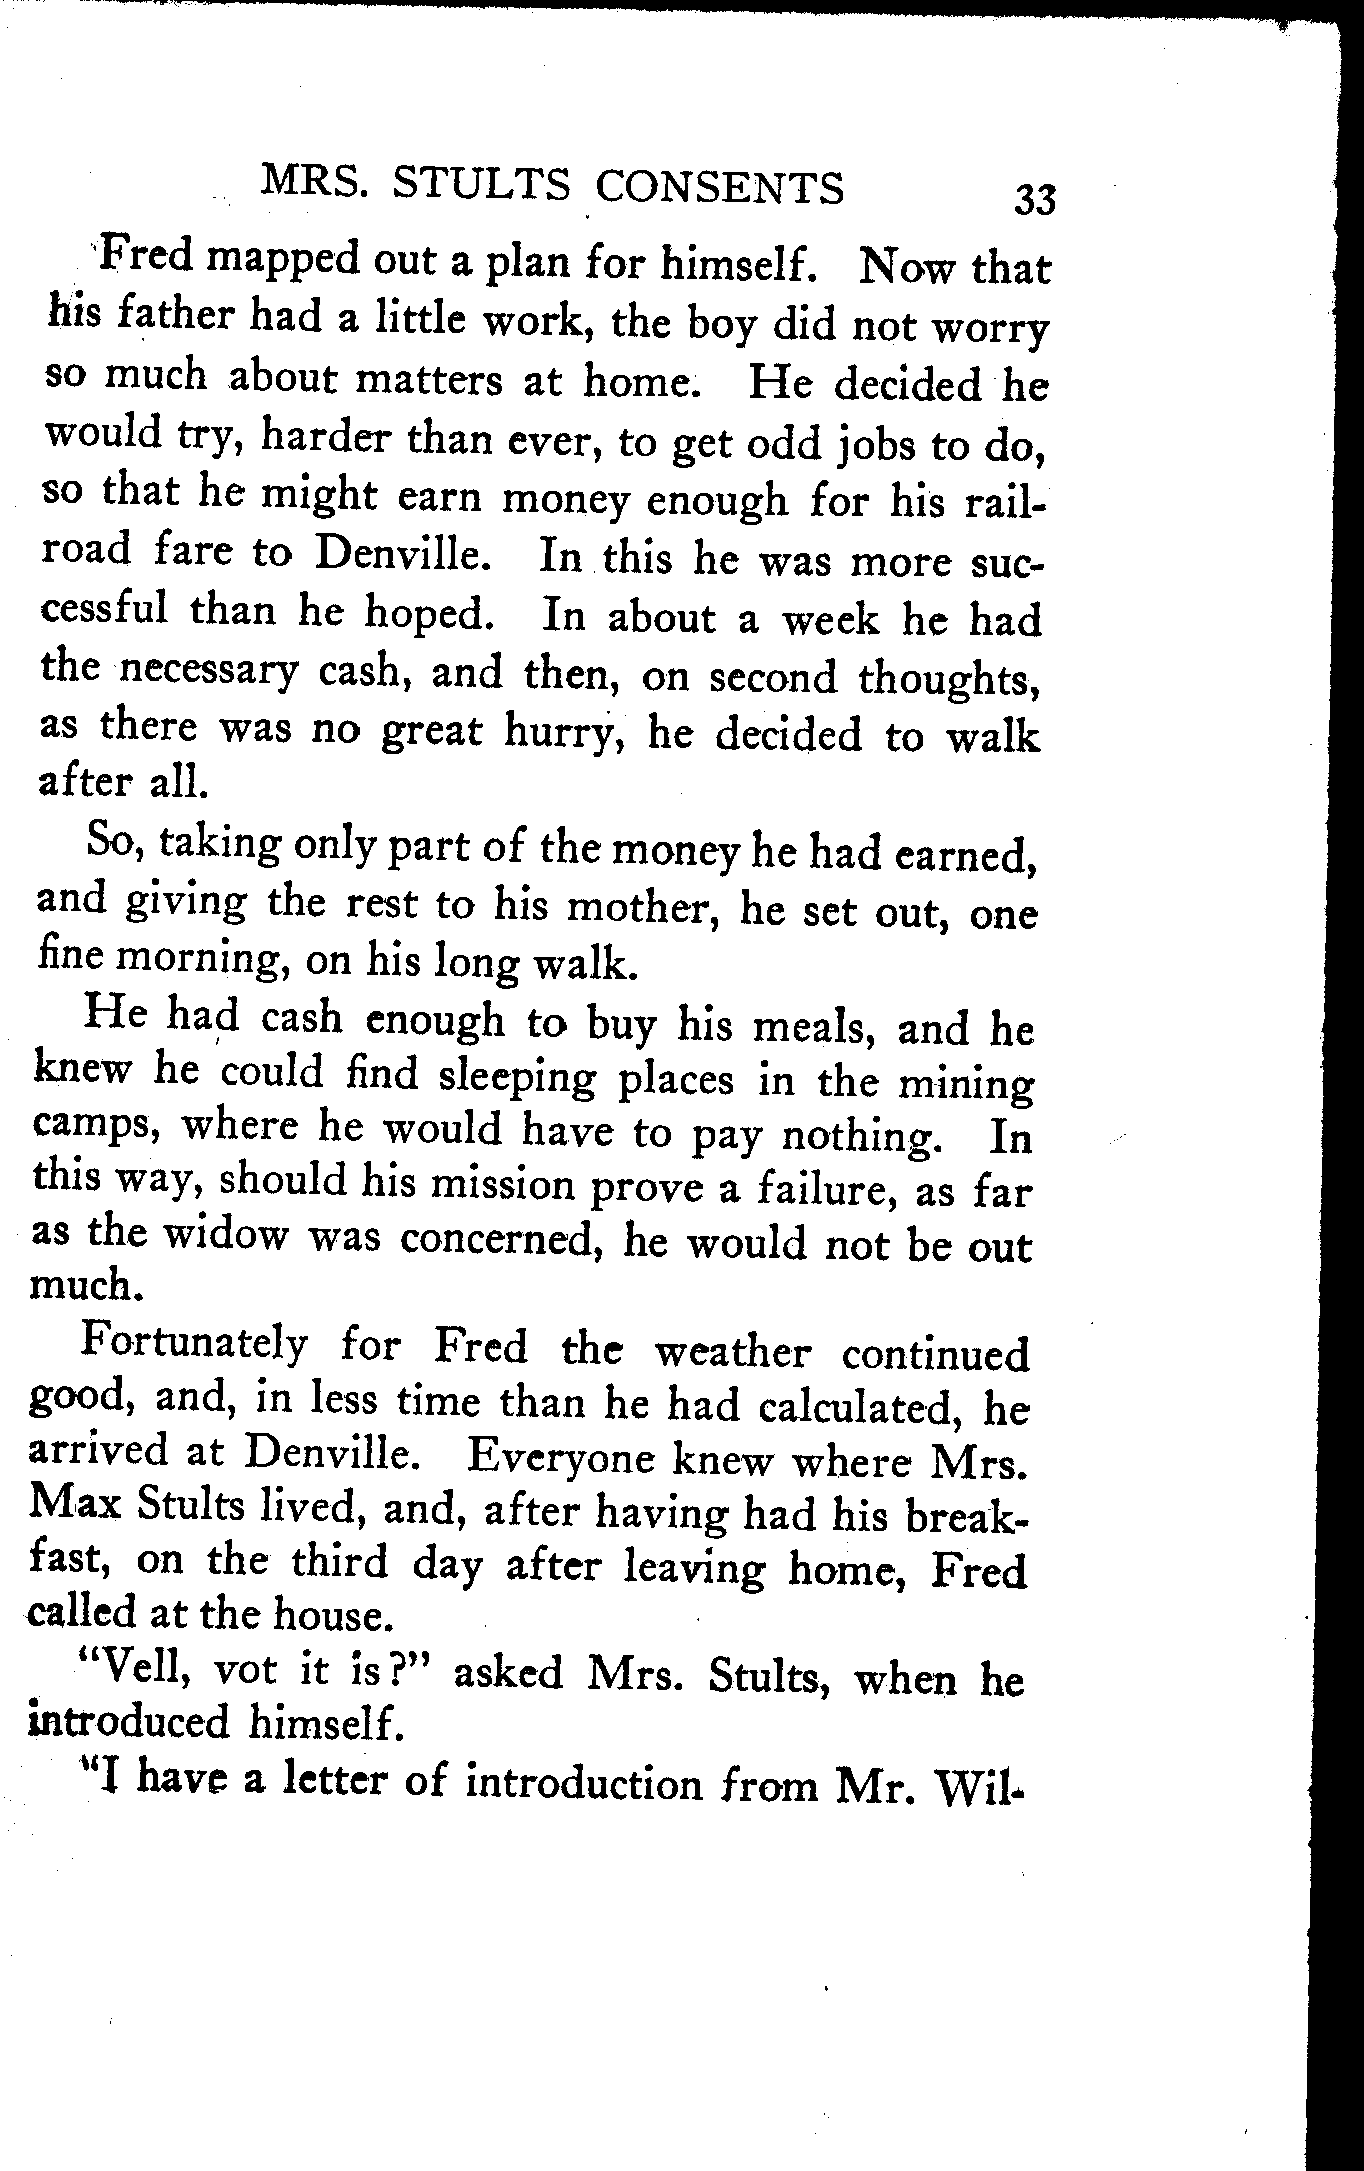 MRS. STULTS CONSENTS 33
Fred mapped out a plan for himself. Now that
his father had a little work, the boy did not worry
so much about matters at home. He decided he
would try, harder than ever, to get odd jobs to do,
so that he might earn money enough for his rail-
road fare to Denville. In this he was more suc-
cessful than he hoped. In about a week he had
the necessary cash, and then, on second thoughts,
as there was no great hurry, he decided to walk
after all.
So, taking only part of the money he had earned,
and giving the rest to his mother, he set out, one
fine morning, on his long walk.
He had cash enough to buy his meals, and he
knew he could find sleeping places in the mining
camps, where he would have to pay nothing. In
this way, should his mission prove a failure, as far
as the widow was concerned, he would not be out
much.
Fortunately for Fred the weather continued
good, and, in less time than he had calculated, he
arrived at Denville. Everyone knew where Mrs.
Max Stults lived, and, after having had his break-
fast, on the third day after leaving home, Fred
called at the house.
"Vell, vot it is?" asked Mrs. Stults, when he
introduced himself.
"I have a letter of introduction from Mr. Wil-